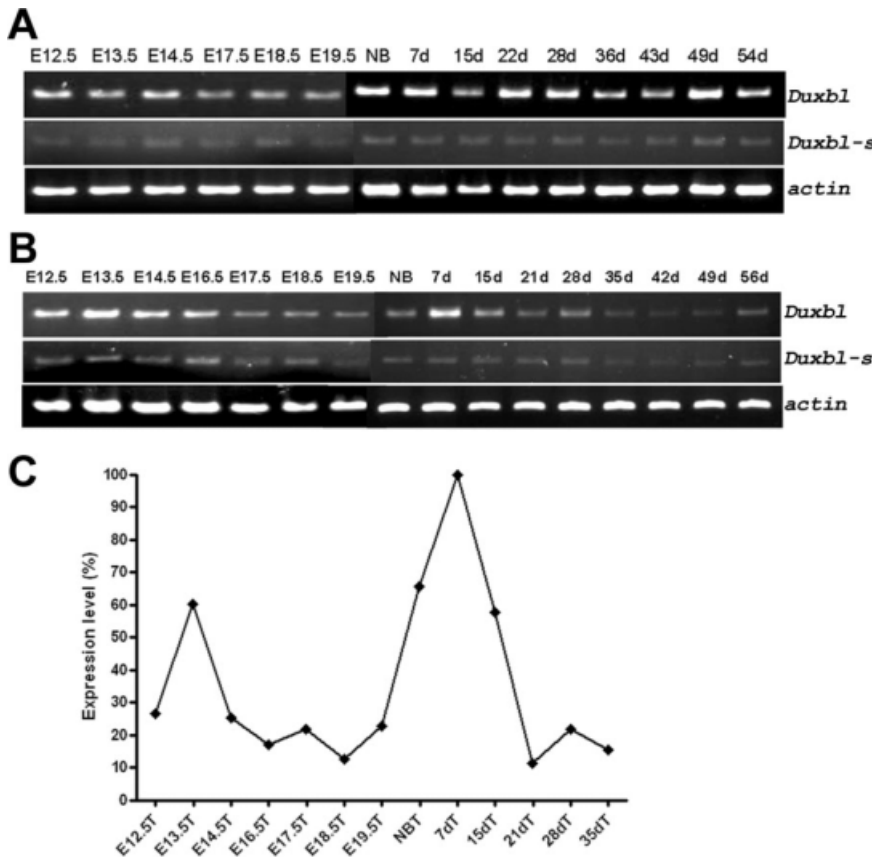 A
E12.5 E13.5 E14.5 E17.5 E18.5 E19.5 NB 7d 15d 22d 28d 36d 43d 49d 54d
Duxbl
Duxbl-s
actin
B
E12.5 E13.5 E14.5 E16.5 E17.5 E18.5 E19.5 NB 7d 15d 21d 28d 35d 42d 49d 56d
Duxbl
Duxbl-s
actin
C
Expression level (%)
100
90
80
70
60
50
40
30
20
10
0
E12.5T E13.5T E14.5T E16.5T E17.5T E18.5T E19.5T NBT 7dT 15dT 21dT 28dT 35dT